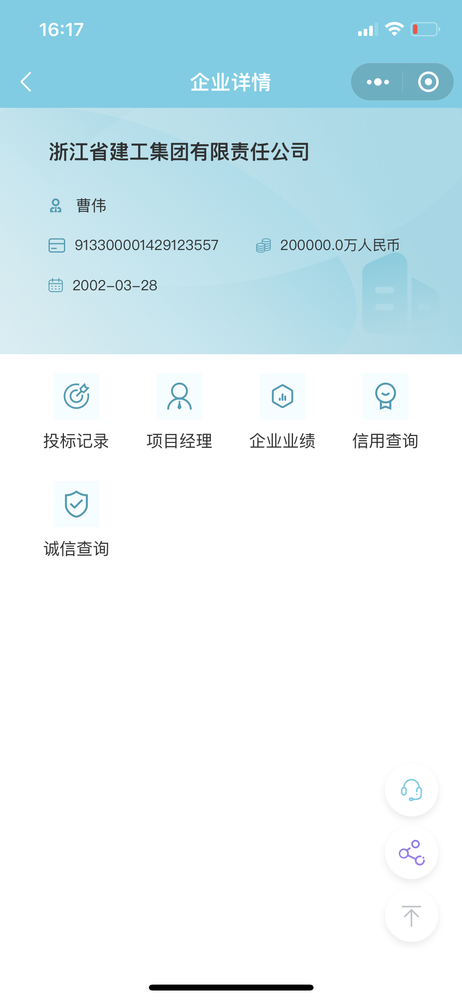 16:17
企业详情
浙江省建工集团有限责任公司
曹伟
913300001429123557
200000.0万人民币
2002-03-28
投标记录
项目经理
企业业绩
信用查询
诚信查询